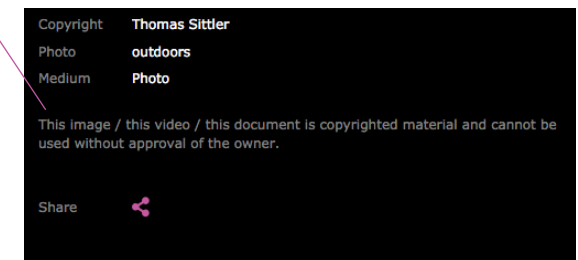 Copyright Thomas Sittler
Photo outdoors
Medium Photo
This image / this video / this document is copyrighted material and cannot be
used without approval of the owner.
Share